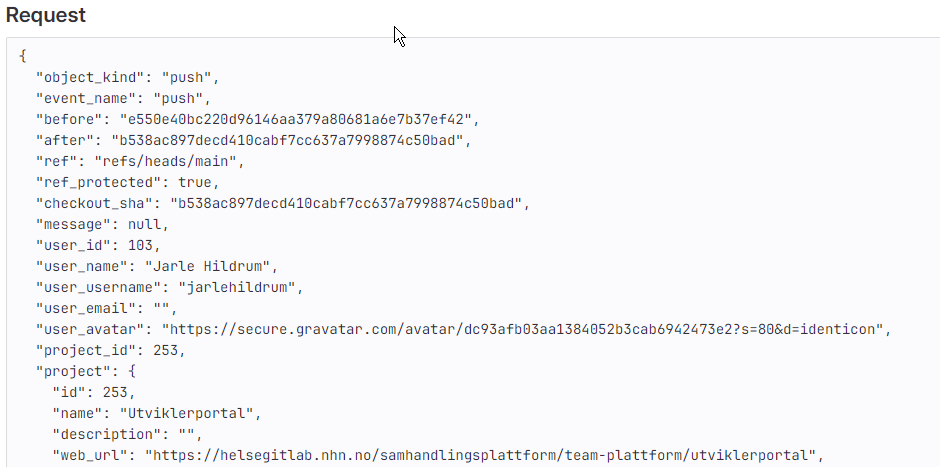 Request
{
"object_kind": "push",
"event_name": "push",
"before": "e550e40bc220d96146aa379a80681a6e7b37ef42",
"after": "b538ac897decd410cabf7cc637a7998874c50bad",
"ref": "refs/heads/main",
"ref_protected": true,
"checkout_sha": "b538ac897decd410cabf7cc637a7998874c50bad",
"message": null,
"user_id": 103,
"user_name": "Jarle Hildrum",
"user_username": "jarlehildrum",
"user_email": "",
"user_avatar": "https://secure.gravatar.com/avatar/dc93afb03aa1384052b3cab6942473e2?s=80&d=identicon",
"project_id": 253,
"project": {
"id": 253,
"name": "Utviklerportal",
"description": "",
"web_url": "https://helsegitlab.nhn.no/samhandlingsplattform/team-plattform/utviklerportal",